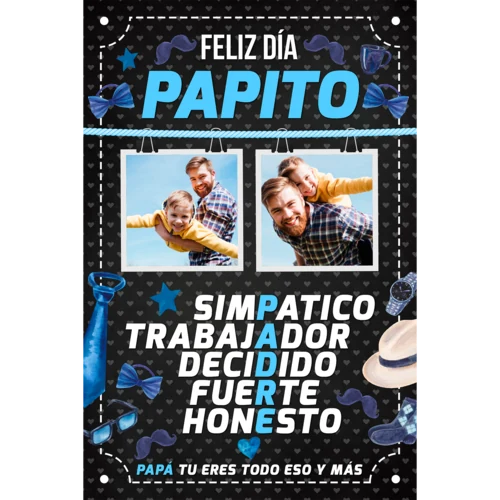 FELIZ DÍA
PAPITO
SIMPATICO
TRABAJADOR
DECIDIDO
FUERTE
HONESTO
PAPÁ TU ERES TODO ESO Y MÁS